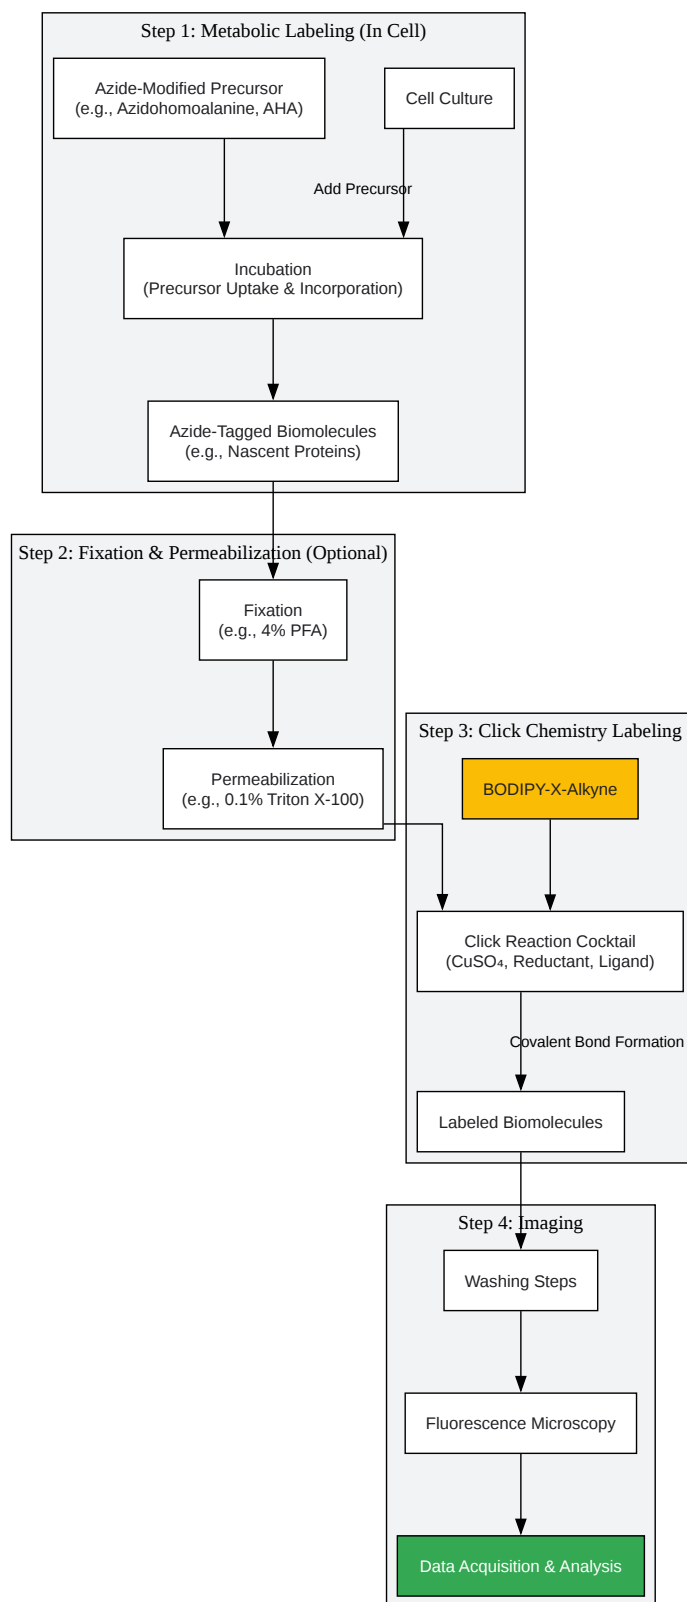 Step 1: Metabolic Labeling (In Cell)
Azide-Modified Precursor
(e.g., Azidohomoalanine, AHA)
Cell Culture
Add Precursor
Incubation
(Precursor Uptake & Incorporation)
Azide-Tagged Biomolecules
(e.g., Nascent Proteins)
Step 2: Fixation & Permeabilization (Optional)
Fixation
(e.g., 4% PFA)
Permeabilization
(e.g., 0.1% Triton X-100)
Step 3: Click Chemistry Labeling
BODIPY-X-Alkyne
Click Reaction Cocktail
(CuSO₄, Reductant, Ligand)
Covalent Bond Formation
Labeled Biomolecules
Step 4: Imaging
Washing Steps
Fluorescence Microscopy
Data Acquisition & Analysis